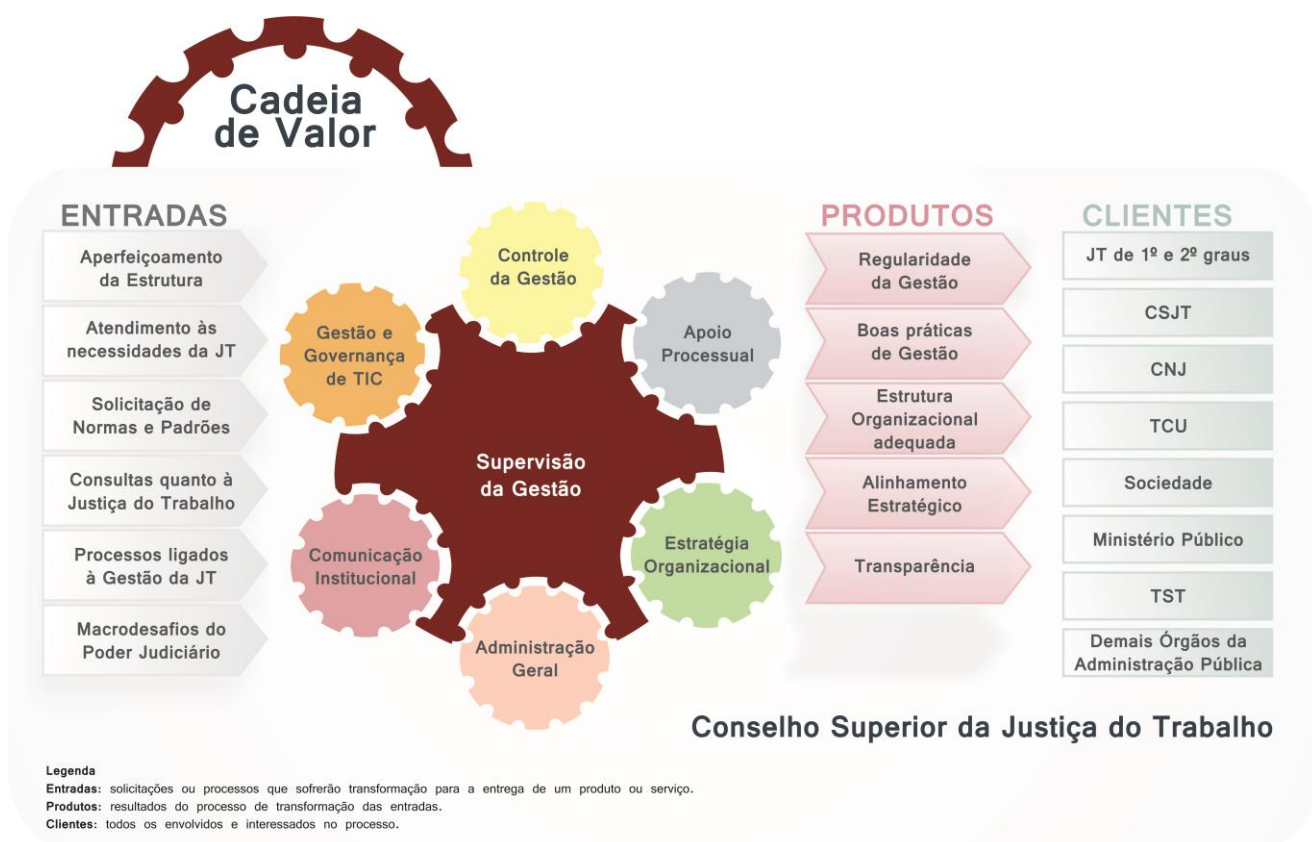 Cadeia
de Valor
ENTRADAS
Aperfeiçoamento
da Estrutura
Atendimento às
necessidades da JT
Solicitação de
Normas e Padrões
Consultas quanto à
Justiça do Trabalho
Processos ligados
à Gestão da JT
Macrodesafios do
Poder Judiciário
Controle
da Gestão
Gestão e
Governança
de TIC
Apoio
Processual
Supervisão
da Gestão
Comunicação
Institucional
Estratégia
Organizacional
Administração
Geral
PRODUTOS
Regularidade
da Gestão
Boas práticas
de Gestão
Estrutura
Organizacional
adequada
Alinhamento
Estratégico
Transparência
CLIENTES
JT de 1º e 2º graus
CSJT
CNJ
TCU
Sociedade
Ministério Público
TST
Demais Órgãos da
Administração Pública
Conselho Superior da Justiça do Trabalho
Legenda
Entradas: solicitações ou processos que sofrerão transformação para a entrega de um produto ou serviço.
Produtos: resultados do processo de transformação das entradas.
Clientes: todos os envolvidos e interessados no processo.